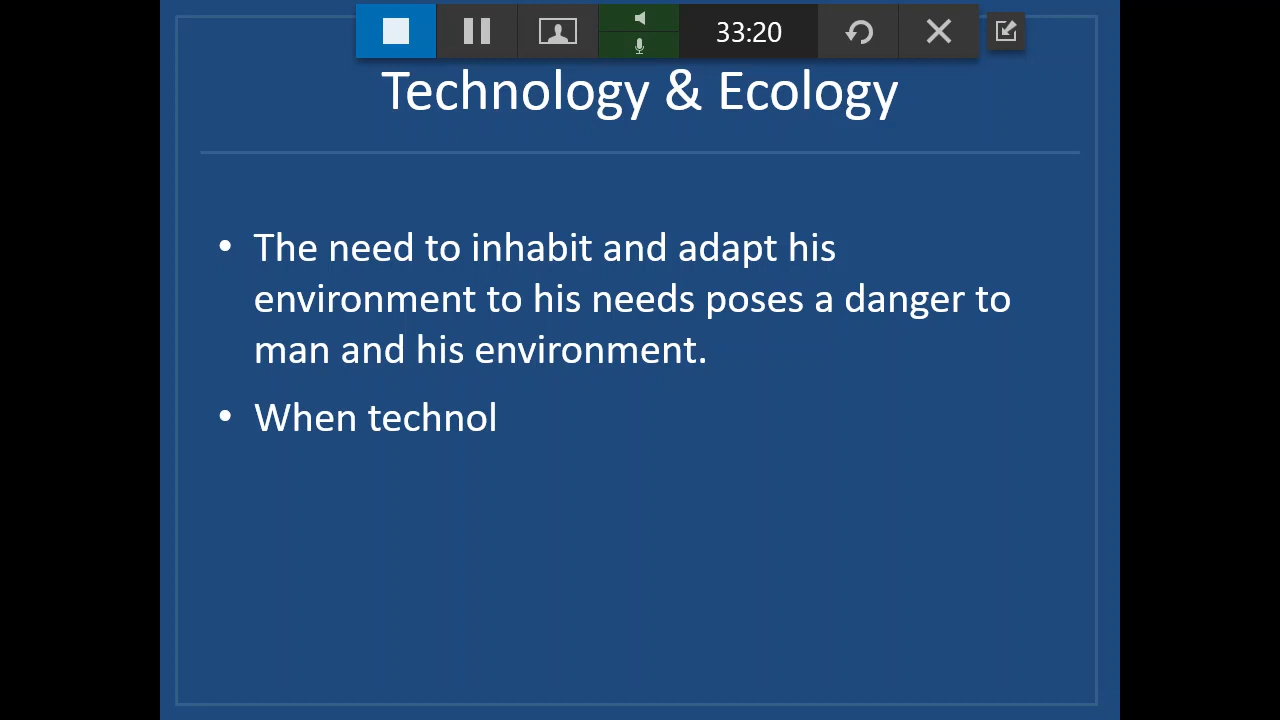 33:20
Technology & Ecology
• The need to inhabit and adapt his
environment to his needs poses a danger to
man and his environment.
• When technol